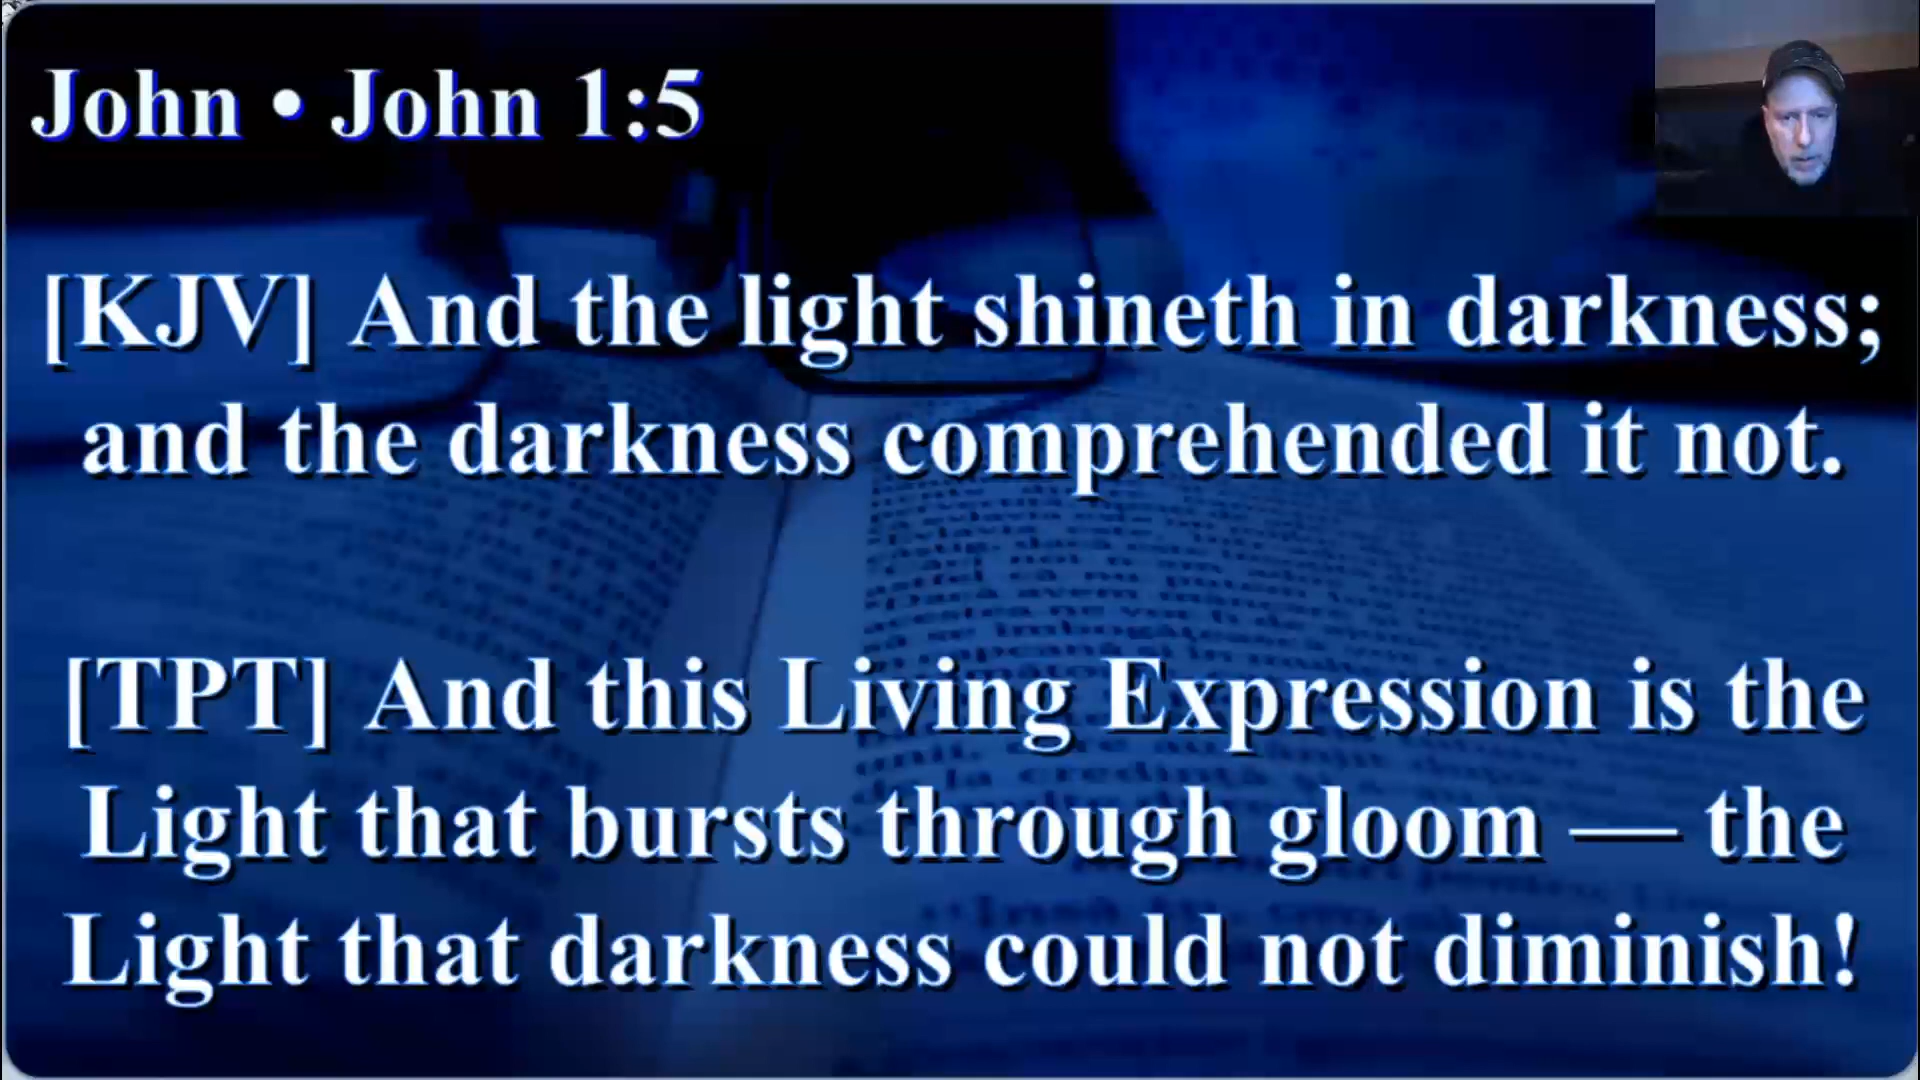 John • John 1:5
[KJV] And the light shineth in darkness;
and the darkness comprehended it not.
[TPT] And this Living Expression is the
Light that bursts through gloom — the
Light that darkness could not diminish!